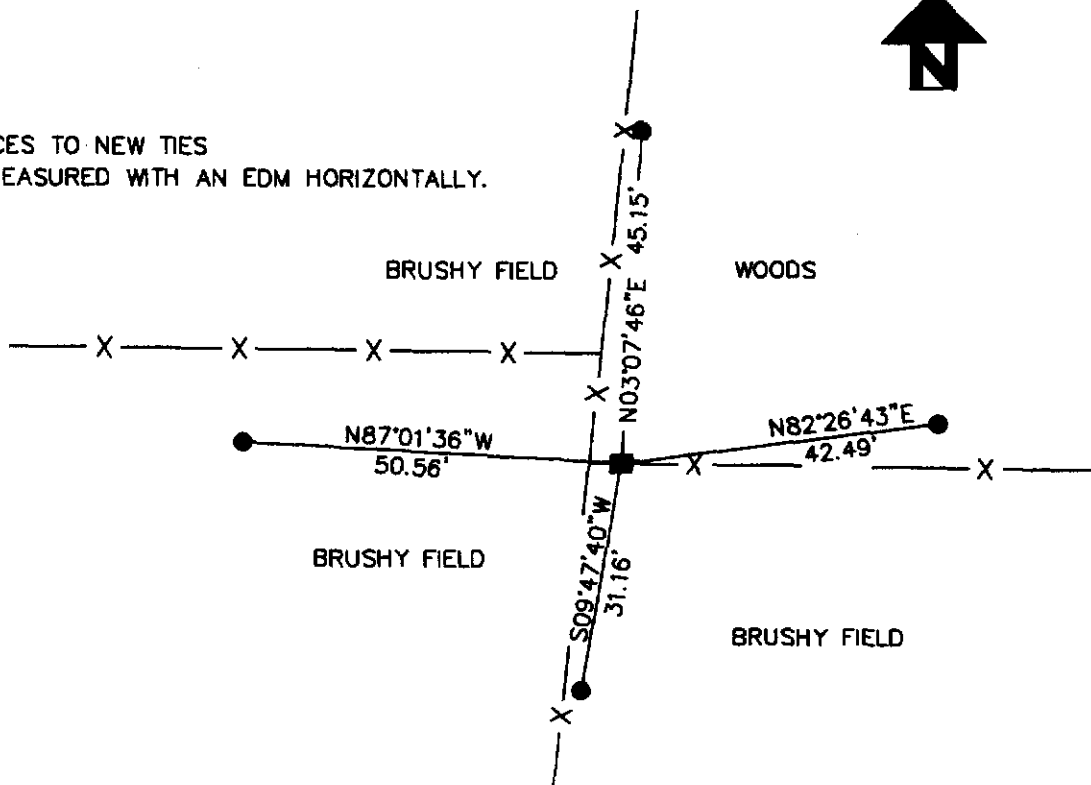 N
CES TO NEW TIES
EASURED WITH AN EDM HORIZONTALLY.
45.15'
BRUSHY FIELD
WOODS
N03°07'46"E
N87°01'36"W
50.56'
N82°26'43"E
42.49'
S09°47'40"W
31.16'
BRUSHY FIELD
BRUSHY FIELD